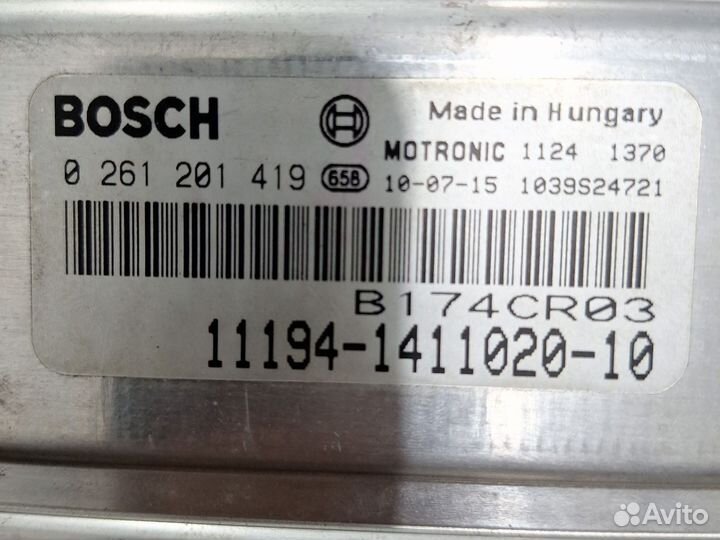 BOSCH
Made in Hungary
MOTRONIC 1124 1370
0 261 201 419 658 10-07-15 1039S24721
B174CR03
11194-1411020-10
Avito